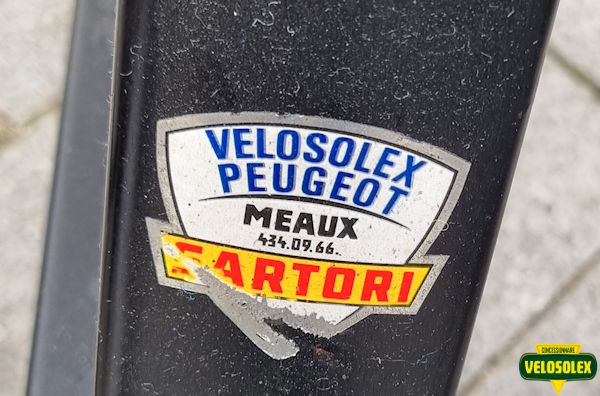 VELOSOLEX
PEUGEOT
MEAUX
434.09.66.
SARTORI
CONCESSIONNAIRE
VELOSOLEX